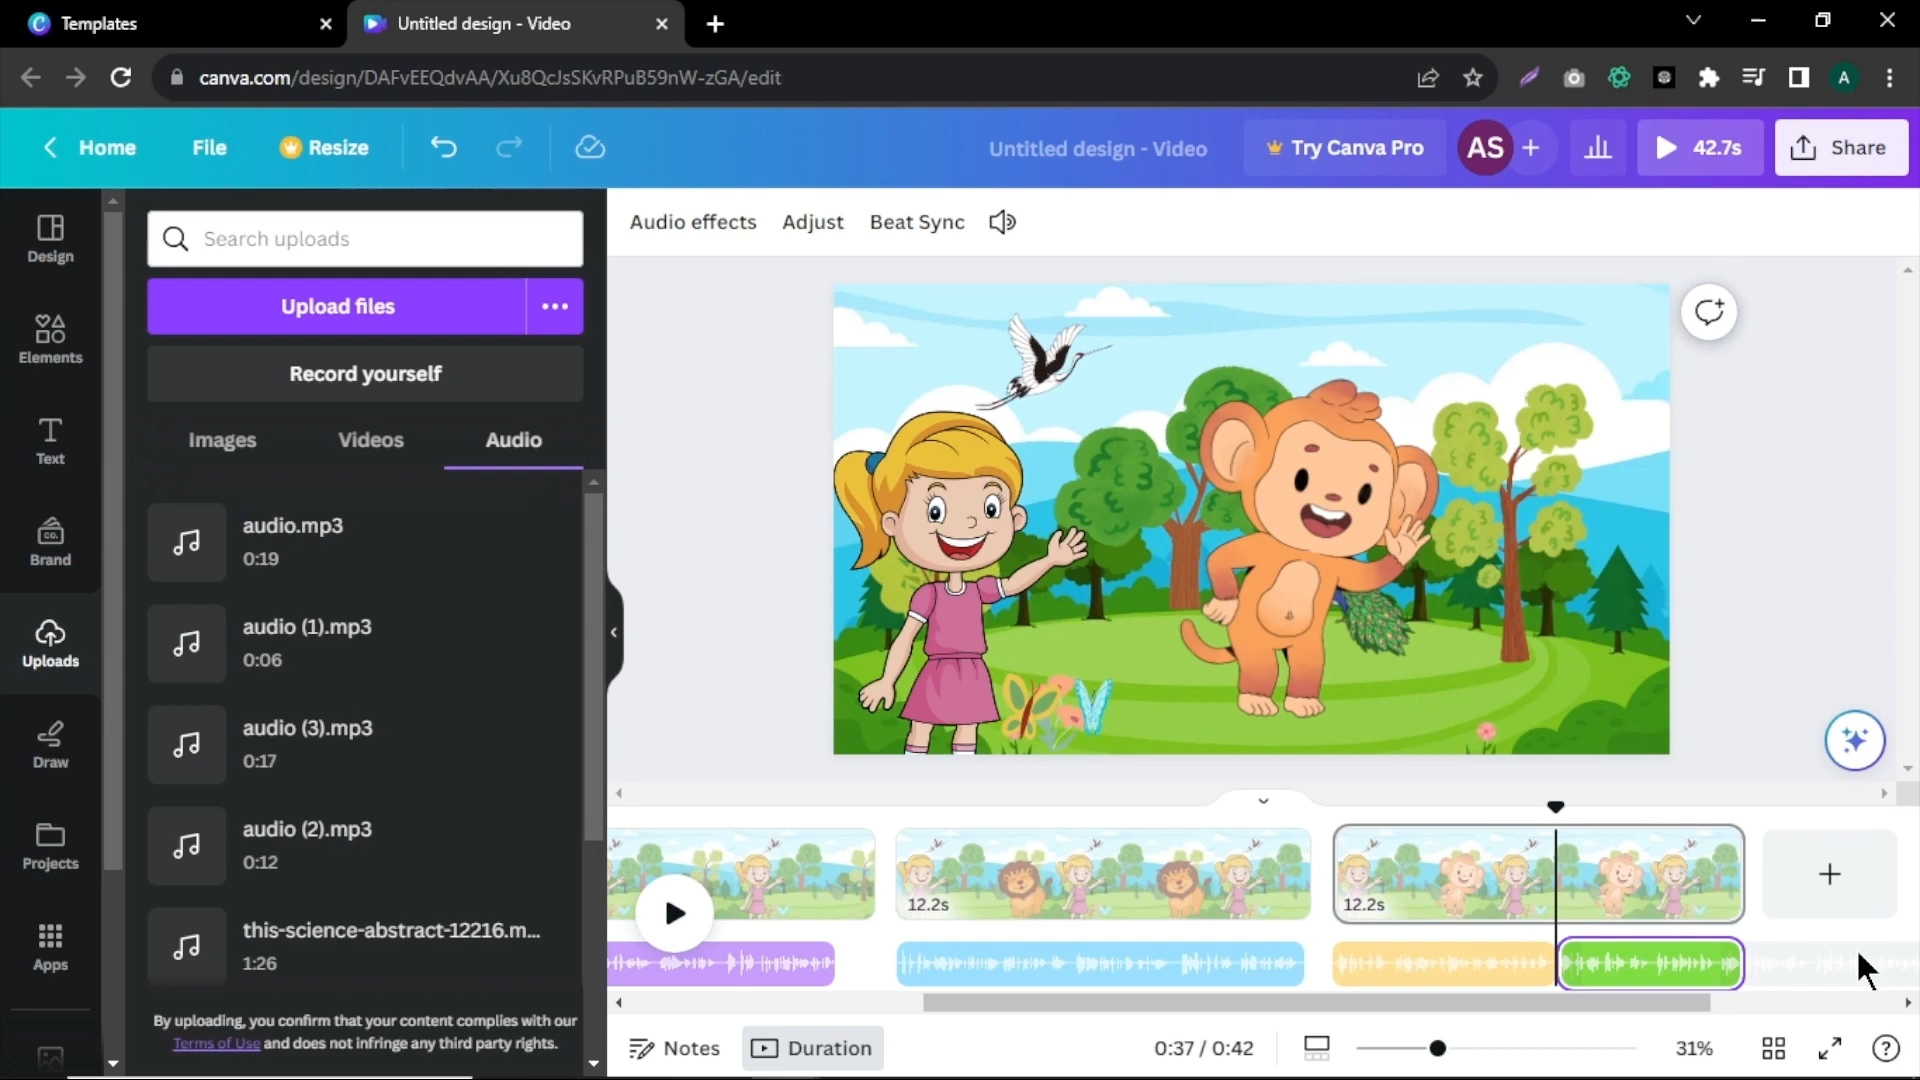 Templates
Untitled design - Video
canva.com/design/DAFvEEQdvAA/Xu8QcJsSKvRPuB59nW-zGA/edit
A
Home
File
Resize
Untitled design - Video
Try Canva Pro
AS
42.7s
Share
Design
Elements
Text
CO.
Brand
Uploads
Draw
Projects
Apps
Search uploads
Upload files
Record yourself
Images
Videos
Audio
audio.mp3
0:19
audio (1).mp3
0:06
audio (3).mp3
0:17
audio (2).mp3
0:12
this-science-abstract-12216.m...
1:26
By uploading, you confirm that your content complies with our
Terms of Use and does not infringe any third party rights.
Audio effects
Adjust
Beat Sync
12.2s
12.2s
Notes
Duration
0:37 / 0:42
31%